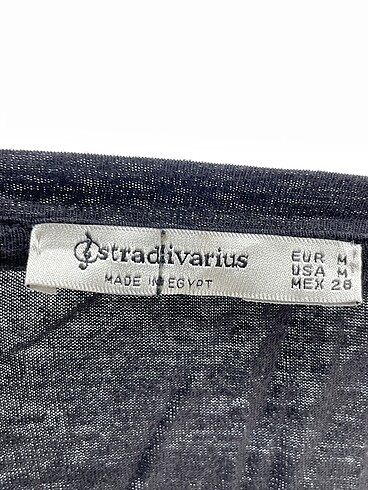 stradivarius
MADE IN EGYPT
EUR M
USA M
MEX 28